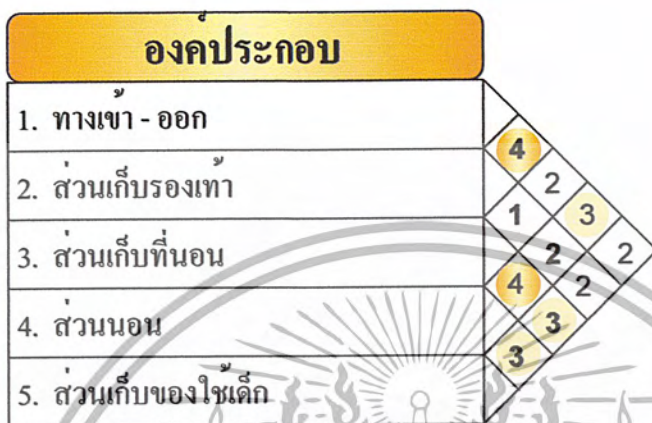 องค์ประกอบ
1. ทางเข้า - ออก
4
2
2. ส่วนเก็บรองเท้า
1
3
3. ส่วนเก็บที่นอน
2
2
4
2
4. ส่วนนอน
3
3
5. ส่วนเก็บของใช้เด็ก